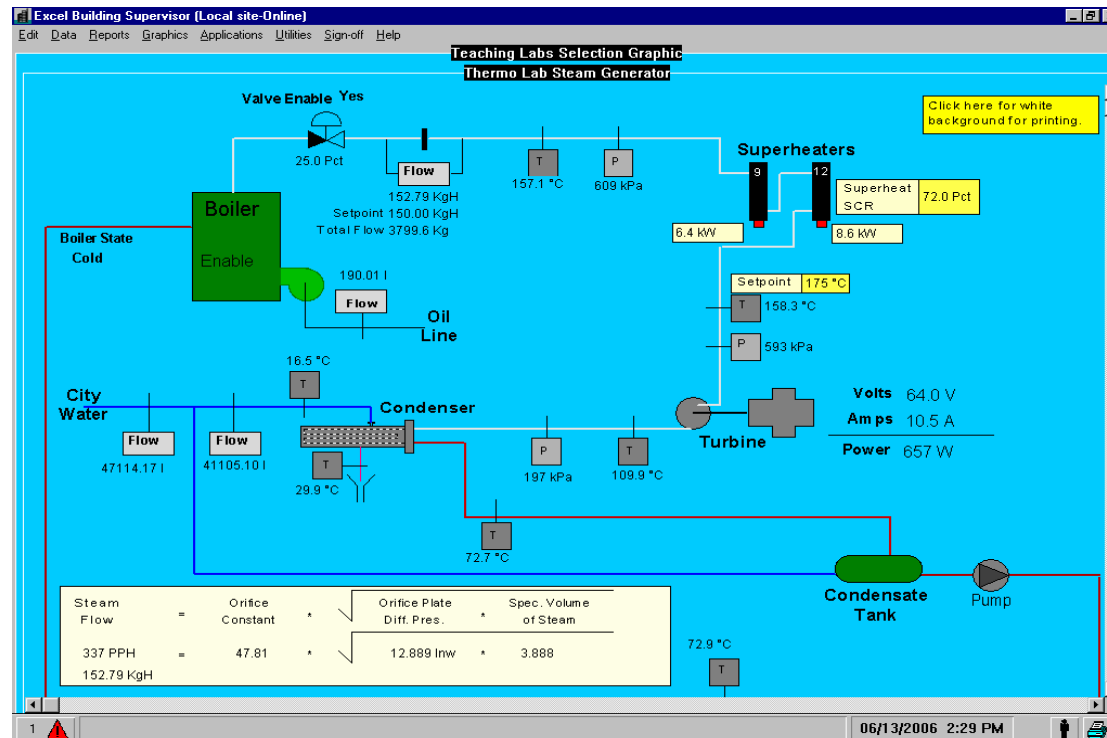 Excel Building Supervisor (Local site-Online)
Edit Data Reports Graphics Applications Utilities Sign-off Help
Teaching Labs Selection Graphic
Thermo Lab Steam Generator
Valve Enable Yes
Click here for white
background for printing.
25.0 Pct
Flow
152.79 KgH
Setpoint 150.00 KgH
Total Flow 3799.6 Kg
T
157.1 °C
P
609 kPa
Superheaters
9
12
Superheat
SCR
72.0 Pct
6.4 kW
8.6 kW
Boiler
Enable
Boiler State
Cold
190.01 l
Flow
Oil
Line
Setpoint 175 °C
T 158.3 °C
P 593 kPa
16.5 °C
T
City
Water
Condenser
Flow
47114.17 l
Flow
41105.10 l
T
29.9 °C
P
197 kPa
T
109.9 °C
Turbine
Volts 64.0 V
Amps 10.5 A
Power 657 W
T
72.7 °C
Condensate
Tank
Pump
Steam
Flow
=
Orifice
Constant
*
Orifice Plate
Diff. Pres.
*
Spec. Volume
of Steam
337 PPH = 47.81 * 12.889 Inw * 3.888
152.79 KgH
72.9 °C
T
1
06/13/2006 2:29 PM